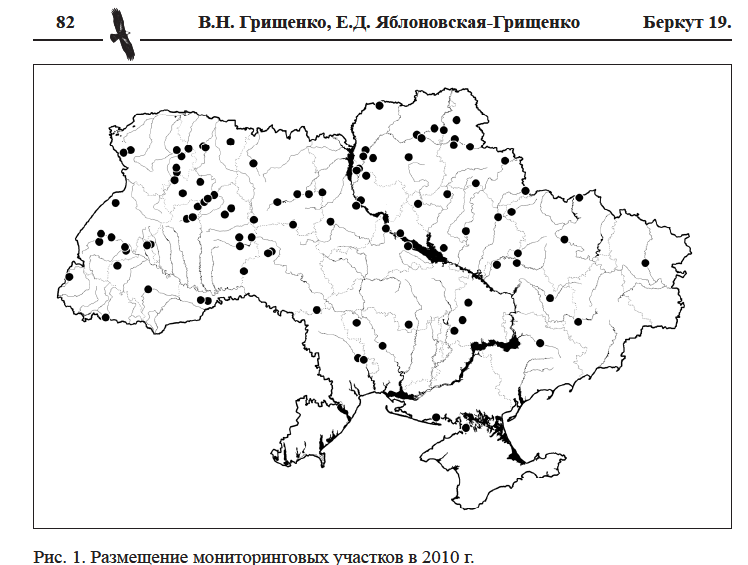 82 В.Н. Грищенко, Е.Д. Яблоновская-Грищенко Беркут 19.
Рис. 1. Размещение мониторинговых участков в 2010 г.